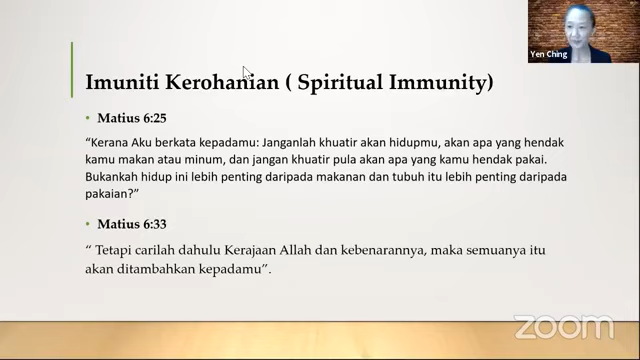 Yen Ching
Imuniti Kerohanian ( Spiritual Immunity)
• Matius 6:25
“Kerana Aku berkata kepadamu: Janganlah khuatir akan hidupmu, akan apa yang hendak
kamu makan atau minum, dan jangan khuatir pula akan apa yang kamu hendak pakai.
Bukankah hidup ini lebih penting daripada makanan dan tubuh itu lebih penting daripada
pakaian?”
• Matius 6:33
“ Tetapi carilah dahulu Kerajaan Allah dan kebenarannya, maka semuanya itu
akan ditambahkan kepadamu”.
zoom